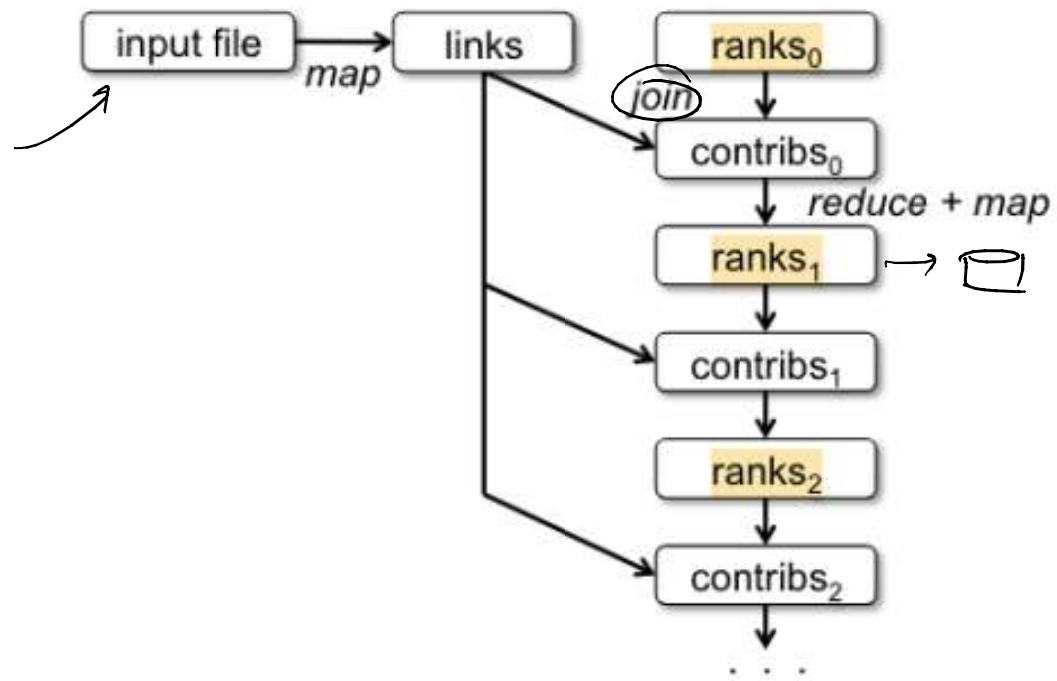 input file
map
links
ranks₀
join
contribs₀
reduce + map
ranks₁
contribs₁
ranks₂
contribs₂
. . .